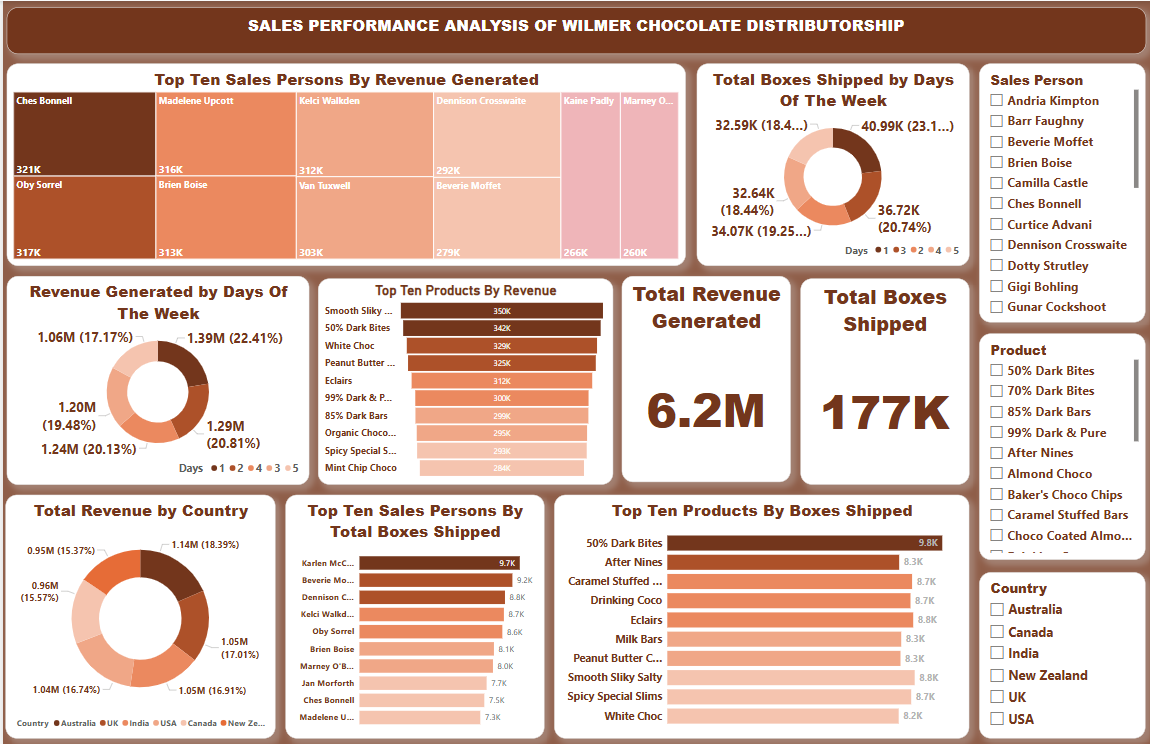 SALES PERFORMANCE ANALYSIS OF WILMER CHOCOLATE DISTRIBUTORSHIP
Top Ten Sales Persons By Revenue Generated
Ches Bonnell
321K
Oby Sorrel
317K
Madelene Upcott
316K
Brien Boise
313K
Kelci Walkden
312K
Van Tuxwell
303K
Dennison Crosswaite
292K
Beverie Moffet
279K
Kaine Padly
266K
Marney O...
260K
Total Boxes Shipped by Days
Of The Week
32.59K (18.4...)
40.99K (23.1...)
32.64K
(18.44%)
36.72K
(20.74%)
34.07K (19.25...)
Days 1 3 2 4 5
Sales Person
Andria Kimpton
Barr Faughny
Beverie Moffet
Brien Boise
Camilla Castle
Ches Bonnell
Curtice Advani
Dennison Crosswaite
Dotty Strutley
Gigi Bohling
Gunar Cockshoot
Revenue Generated by Days Of
The Week
1.06M (17.17%)
1.39M (22.41%)
1.20M
(19.48%)
1.29M
(20.81%)
1.24M (20.13%)
Days 1 2 4 3 5
Top Ten Products By Revenue
Smooth Sliky ... 350K
50% Dark Bites 342K
White Choc 329K
Peanut Butter ... 325K
Eclairs 312K
99% Dark & P... 300K
85% Dark Bars 299K
Organic Choco... 295K
Spicy Special S... 293K
Mint Chip Choco 284K
Total Revenue
Generated
6.2M
Total Boxes
Shipped
177K
Product
50% Dark Bites
70% Dark Bites
85% Dark Bars
99% Dark & Pure
After Nines
Almond Choco
Baker's Choco Chips
Caramel Stuffed Bars
Choco Coated Almo...
Total Revenue by Country
0.95M (15.37%)
1.14M (18.39%)
0.96M
(15.57%)
1.05M
(17.01%)
1.04M (16.74%)
1.05M (16.91%)
Country Australia UK India USA Canada New Ze...
Top Ten Sales Persons By
Total Boxes Shipped
Karlen McC... 9.7K
Beverie Mo... 9.2K
Dennison C... 8.8K
Kelci Walkd... 8.7K
Oby Sorrel 8.6K
Brien Boise 8.1K
Marney O'B... 8.0K
Jan Morforth 7.7K
Ches Bonnell 7.5K
Madelene U... 7.3K
Top Ten Products By Boxes Shipped
50% Dark Bites 9.8K
After Nines 8.3K
Caramel Stuffed ... 8.7K
Drinking Coco 8.7K
Eclairs 8.8K
Milk Bars 8.3K
Peanut Butter C... 8.3K
Smooth Sliky Salty 8.8K
Spicy Special Slims 8.7K
White Choc 8.2K
Country
Australia
Canada
India
New Zealand
UK
USA